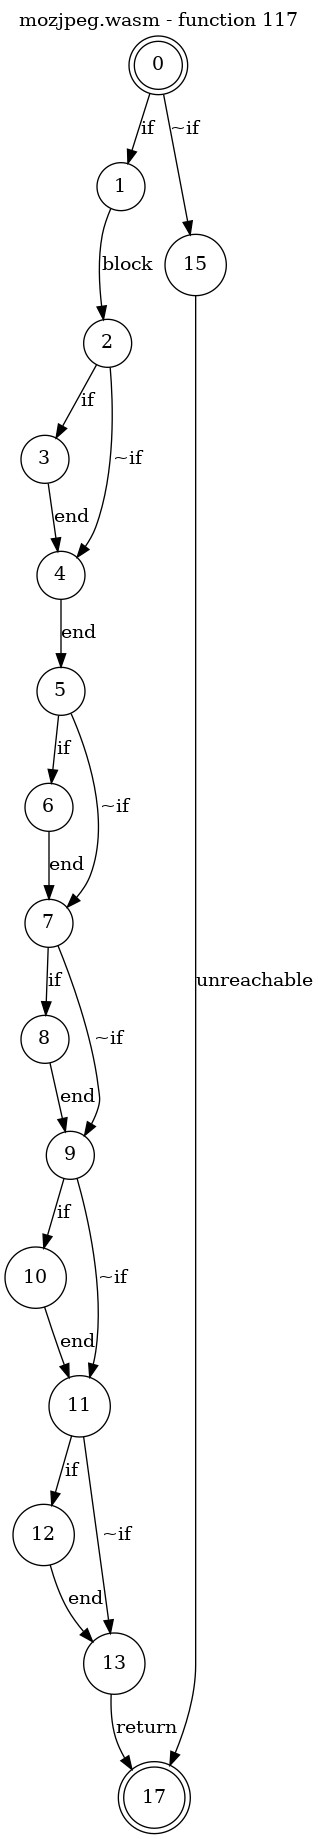 mozjpeg.wasm - function 117
0
if
~if
1
15
block
2
if
~if
3
end
4
end
5
if
~if
6
end
7
if
unreachable
8
~if
end
9
if
~if
10
end
11
if
~if
12
end
13
return
17